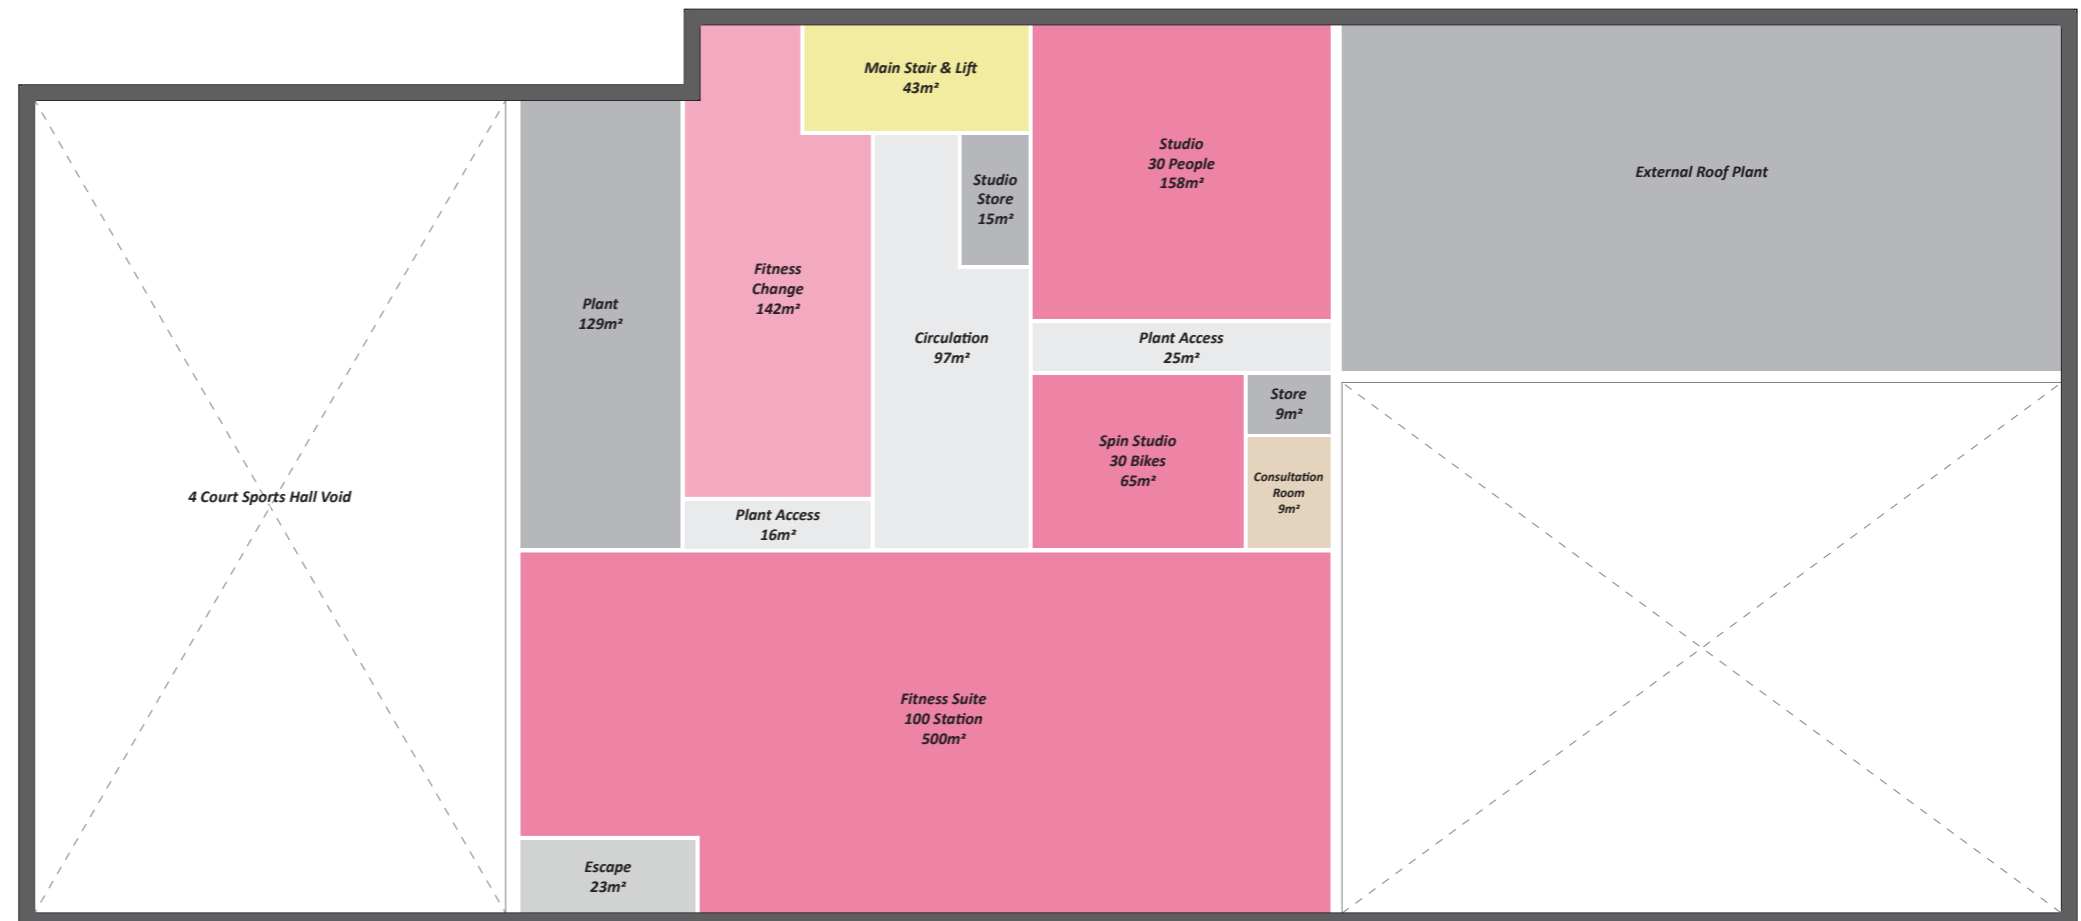 Main Stair & Lift
43m²
Studio
30 People
158m²
External Roof Plant
Studio
Store
15m²
Fitness
Change
142m²
Plant
129m²
Circulation
97m²
Plant Access
25m²
Store
9m²
Spin Studio
30 Bikes
65m²
Consultation
Room
9m²
4 Court Sports Hall Void
Plant Access
16m²
Fitness Suite
100 Station
500m²
Escape
23m²